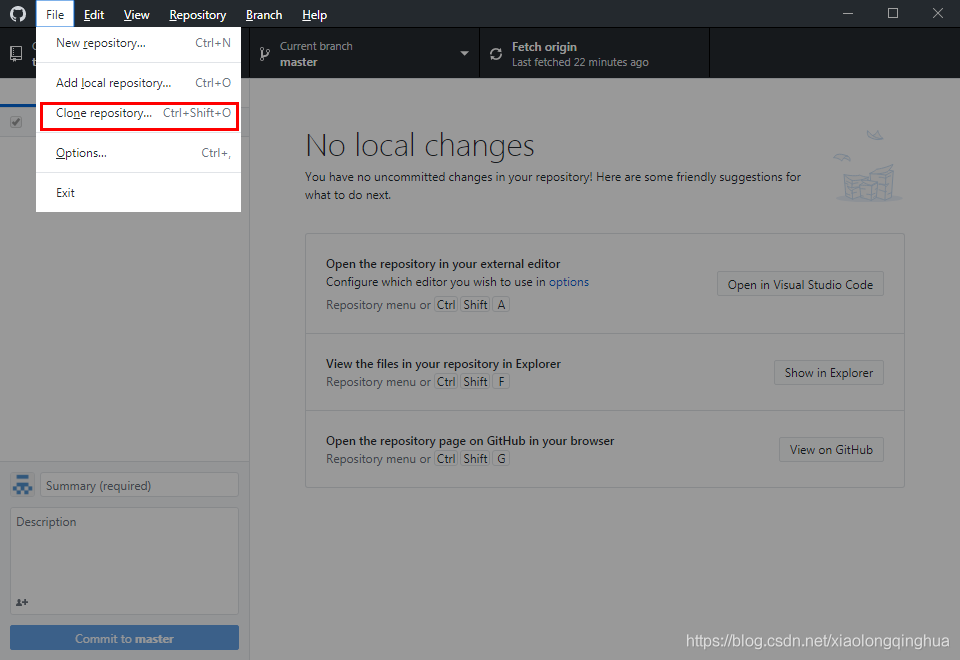 File Edit View Repository Branch Help
New repository... Ctrl+N
Add local repository... Ctrl+O
Clone repository... Ctrl+Shift+O
Options... Ctrl+,
Exit
Current branch
master
Fetch origin
Last fetched 22 minutes ago
No local changes
You have no uncommitted changes in your repository! Here are some friendly suggestions for
what to do next.
Open the repository in your external editor
Configure which editor you wish to use in options
Repository menu or Ctrl Shift A
Open in Visual Studio Code
View the files in your repository in Explorer
Repository menu or Ctrl Shift F
Show in Explorer
Open the repository page on GitHub in your browser
Repository menu or Ctrl Shift G
View on GitHub
Summary (required)
Description
Commit to master
https://blog.csdn.net/xiaolongqinghua